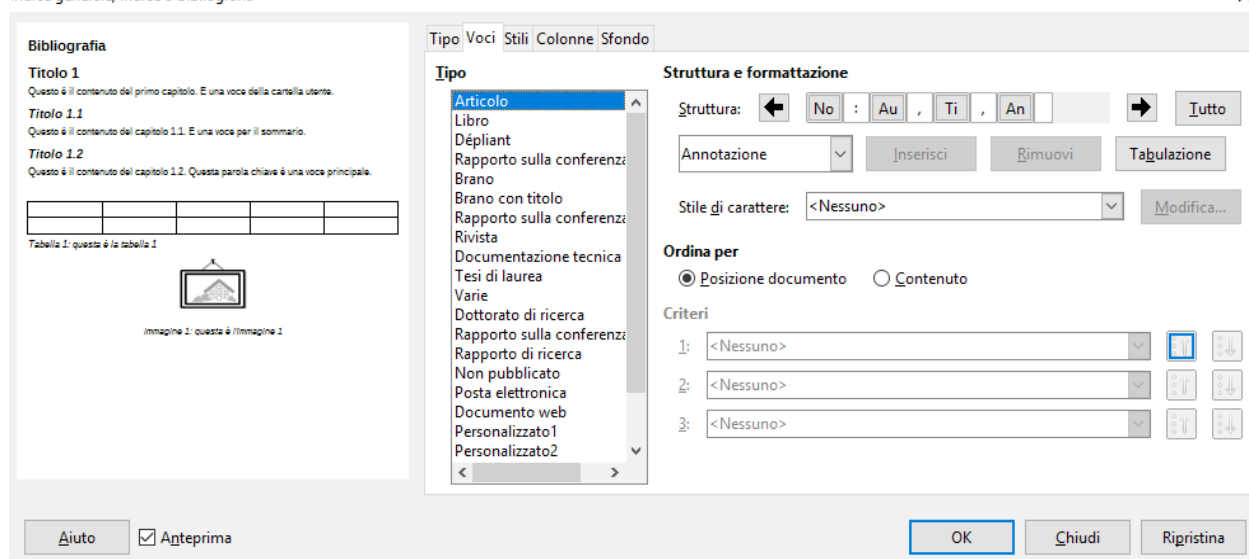 Bibliografia
Titolo 1
Questo è il contenuto del primo capitolo. E una voce della cartella utente.
Titolo 1.1
Questo è il contenuto del capitolo 1.1. E una voce per il sommario.
Titolo 1.2
Questo è il contenuto del capitolo 1.2. Questa parola chiave è una voce principale.
Tabella 1: questa è la tabella 1
Immagine 1: questa è l'immagine 1
Tipo Voci Stili Colonne Sfondo
Tipo
Articolo
Libro
Dépliant
Rapporto sulla conferenza
Brano
Brano con titolo
Rapporto sulla conferenza
Rivista
Documentazione tecnica
Tesi di laurea
Varie
Dottorato di ricerca
Rapporto sulla conferenza
Rapporto di ricerca
Non pubblicato
Posta elettronica
Documento web
Personalizzato1
Personalizzato2
Struttura e formattazione
Struttura: No : Au , Ti , An Tutto
Annotazione Inserisci Rimuovi Tabulazione
Stile di carattere: <Nessuno> Modifica...
Ordina per
Posizione documento Contenuto
Criteri
1: <Nessuno>
2: <Nessuno>
3: <Nessuno>
Aiuto Anteprima OK Chiudi Ripristina